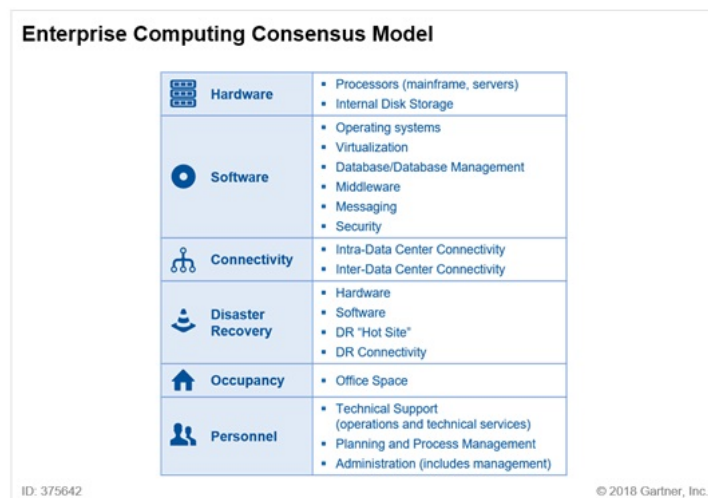 Enterprise Computing Consensus Model
Hardware
▪ Processors (mainframe, servers)
▪ Internal Disk Storage
Software
▪ Operating systems
▪ Virtualization
▪ Database/Database Management
▪ Middleware
▪ Messaging
▪ Security
Connectivity
▪ Intra-Data Center Connectivity
▪ Inter-Data Center Connectivity
Disaster
Recovery
▪ Hardware
▪ Software
▪ DR “Hot Site”
▪ DR Connectivity
Occupancy
▪ Office Space
Personnel
▪ Technical Support
(operations and technical services)
▪ Planning and Process Management
▪ Administration (includes management)
ID: 375642
© 2018 Gartner, Inc.